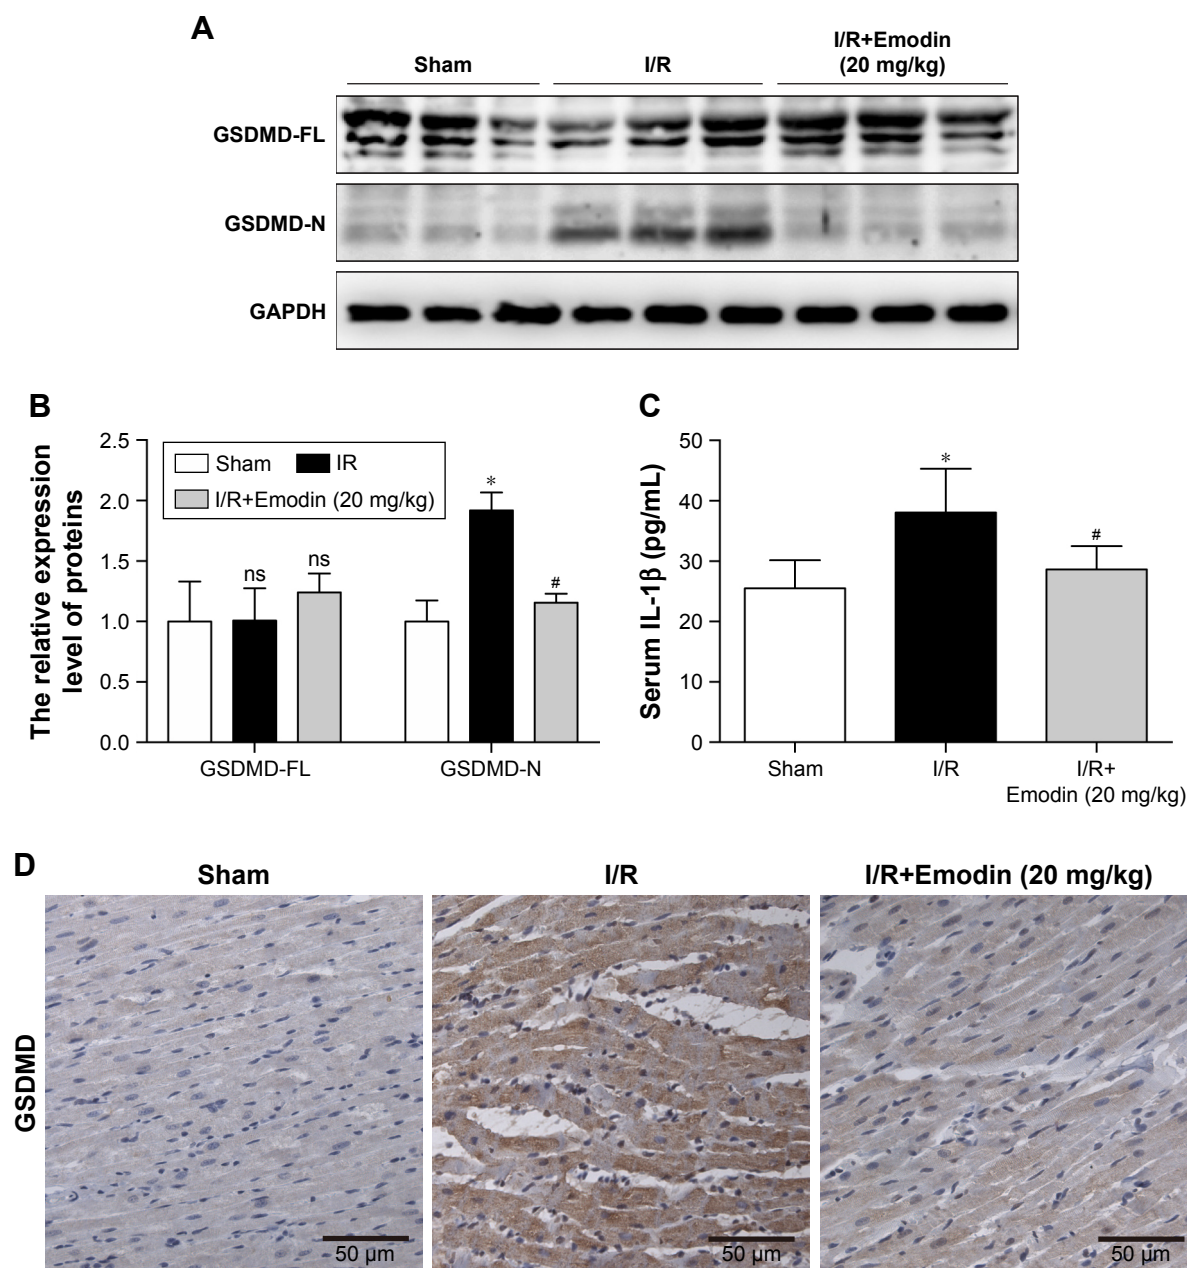 A
Sham
I/R
I/R+Emodin
(20 mg/kg)
GSDMD-FL
GSDMD-N
GAPDH
B
The relative expression
level of proteins
2.5
2.0
1.5
1.0
0.5
0.0
Sham
IR
I/R+Emodin (20 mg/kg)
ns
ns
*
#
GSDMD-FL
GSDMD-N
C
Serum IL-1β (pg/mL)
50
40
30
20
10
0
*
#
Sham
I/R
I/R+
Emodin (20 mg/kg)
D
Sham
I/R
I/R+Emodin (20 mg/kg)
GSDMD
50 µm
50 µm
50 µm